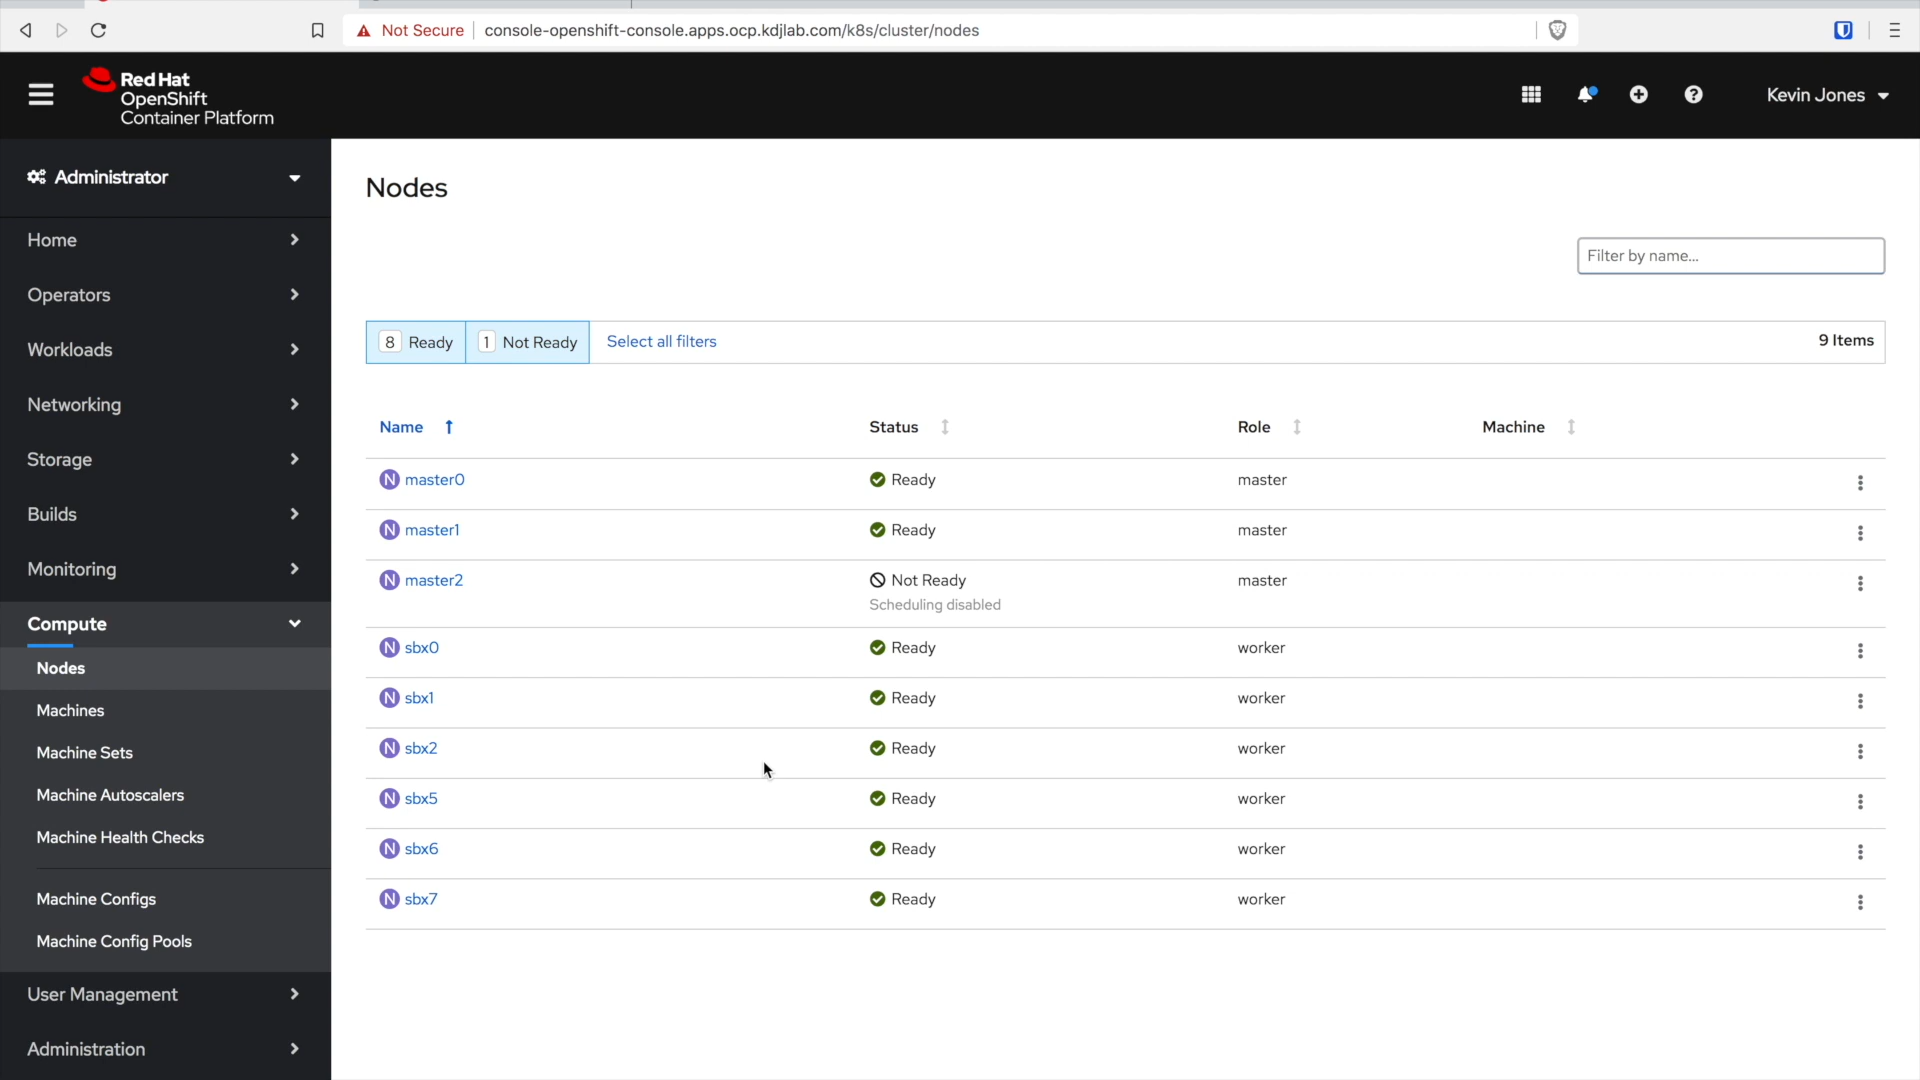 Not Secure
console-openshift-console.apps.ocp.kdjlab.com/k8s/cluster/nodes
Red Hat
OpenShift
Container Platform
Kevin Jones
Administrator
Home
Operators
Workloads
Networking
Storage
Builds
Monitoring
Compute
Nodes
Machines
Machine Sets
Machine Autoscalers
Machine Health Checks
Machine Configs
Machine Config Pools
User Management
Administration
Nodes
Filter by name...
8 Ready 1 Not Ready Select all filters 9 Items
Name Status Role Machine
N master0 Ready master
N master1 Ready master
N master2 Not Ready master
Scheduling disabled
N sbx0 Ready worker
N sbx1 Ready worker
N sbx2 Ready worker
N sbx5 Ready worker
N sbx6 Ready worker
N sbx7 Ready worker